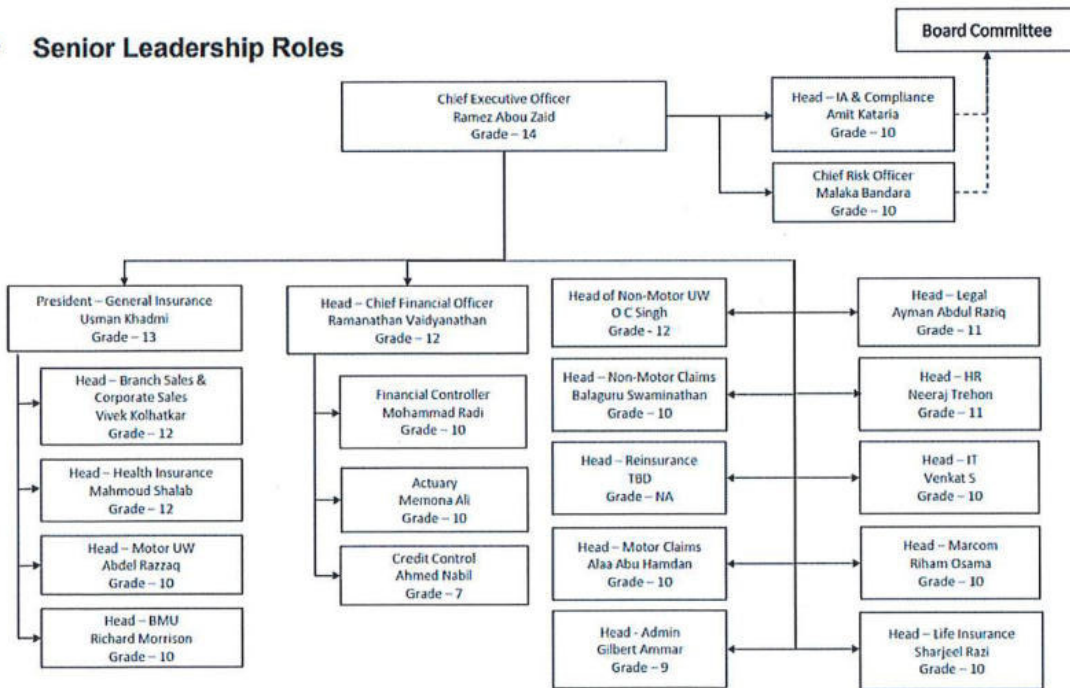 Senior Leadership Roles
Board Committee
Chief Executive Officer
Ramez Abou Zaid
Grade – 14
Head – IA & Compliance
Amit Kataria
Grade – 10
Chief Risk Officer
Malaka Bandara
Grade – 10
President – General Insurance
Usman Khadmi
Grade – 13
Head – Branch Sales &
Corporate Sales
Vivek Kolhatkar
Grade – 12
Head – Health Insurance
Mahmoud Shalab
Grade – 12
Head – Motor UW
Abdel Razzaq
Grade – 10
Head – BMU
Richard Morrison
Grade – 10
Head – Chief Financial Officer
Ramanathan Vaidyanathan
Grade – 12
Financial Controller
Mohammad Radi
Grade – 10
Actuary
Memona Ali
Grade – 10
Credit Control
Ahmed Nabil
Grade – 7
Head of Non-Motor UW
O C Singh
Grade - 12
Head – Non-Motor Claims
Balaguru Swaminathan
Grade – 10
Head – Reinsurance
TBD
Grade – NA
Head – Motor Claims
Alaa Abu Hamdan
Grade – 10
Head - Admin
Gilbert Ammar
Grade – 9
Head – Legal
Ayman Abdul Raziq
Grade – 11
Head – HR
Neeraj Trehon
Grade – 11
Head – IT
Venkat S
Grade – 10
Head – Marcom
Riham Osama
Grade – 10
Head – Life Insurance
Sharjeel Razi
Grade – 10